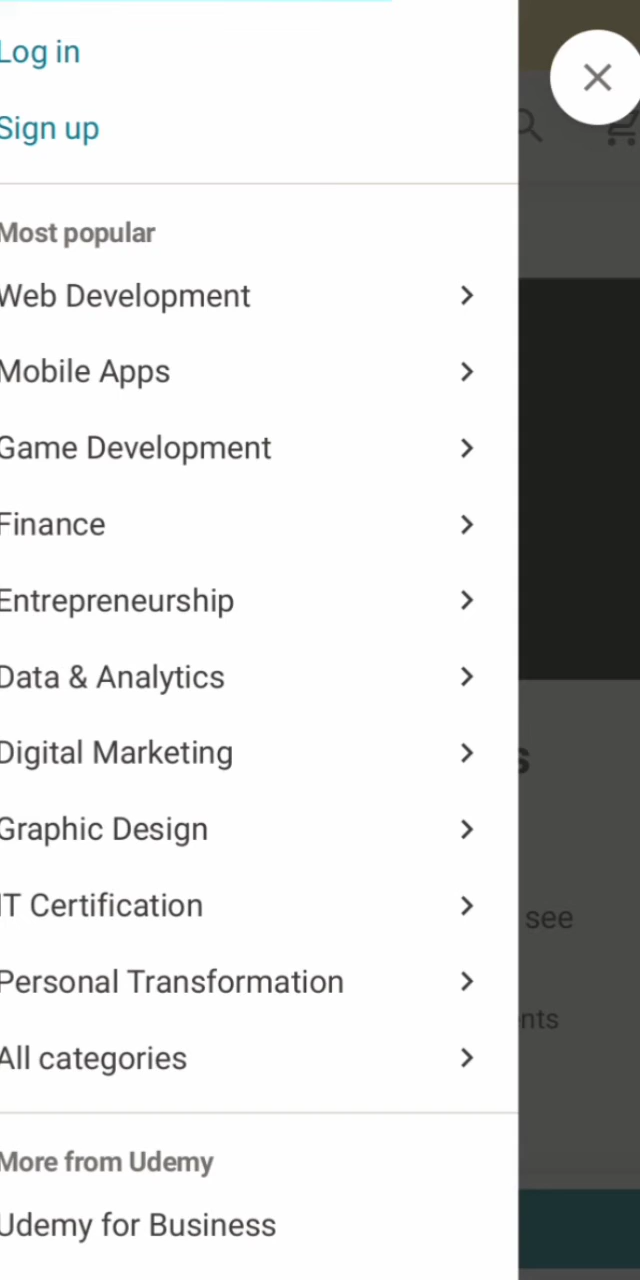 Log in
Sign up
Most popular
Web Development
Mobile Apps
Game Development
Finance
Entrepreneurship
Data & Analytics
Digital Marketing
Graphic Design
IT Certification
see
Personal Transformation
All categories
More from Udemy
Udemy for Business